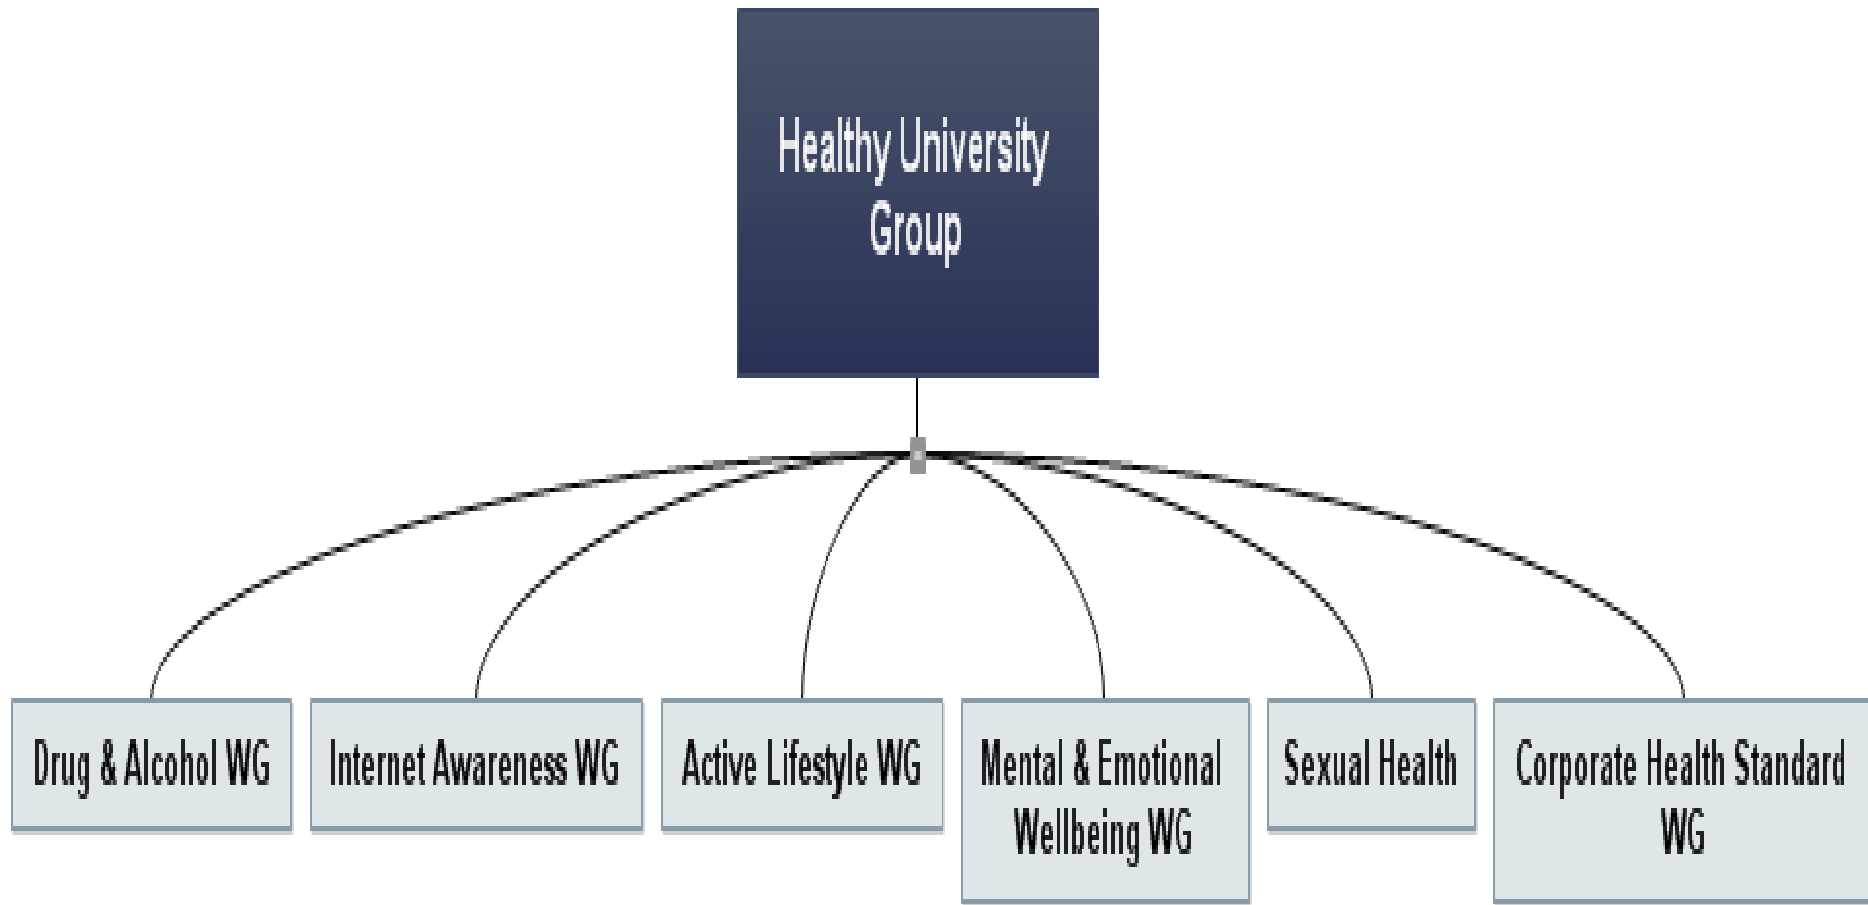 Healthy University
Group
Drug & Alcohol WG
Internet Awareness WG
Active Lifestyle WG
Mental & Emotional
Wellbeing WG
Sexual Health
Corporate Health Standard
WG